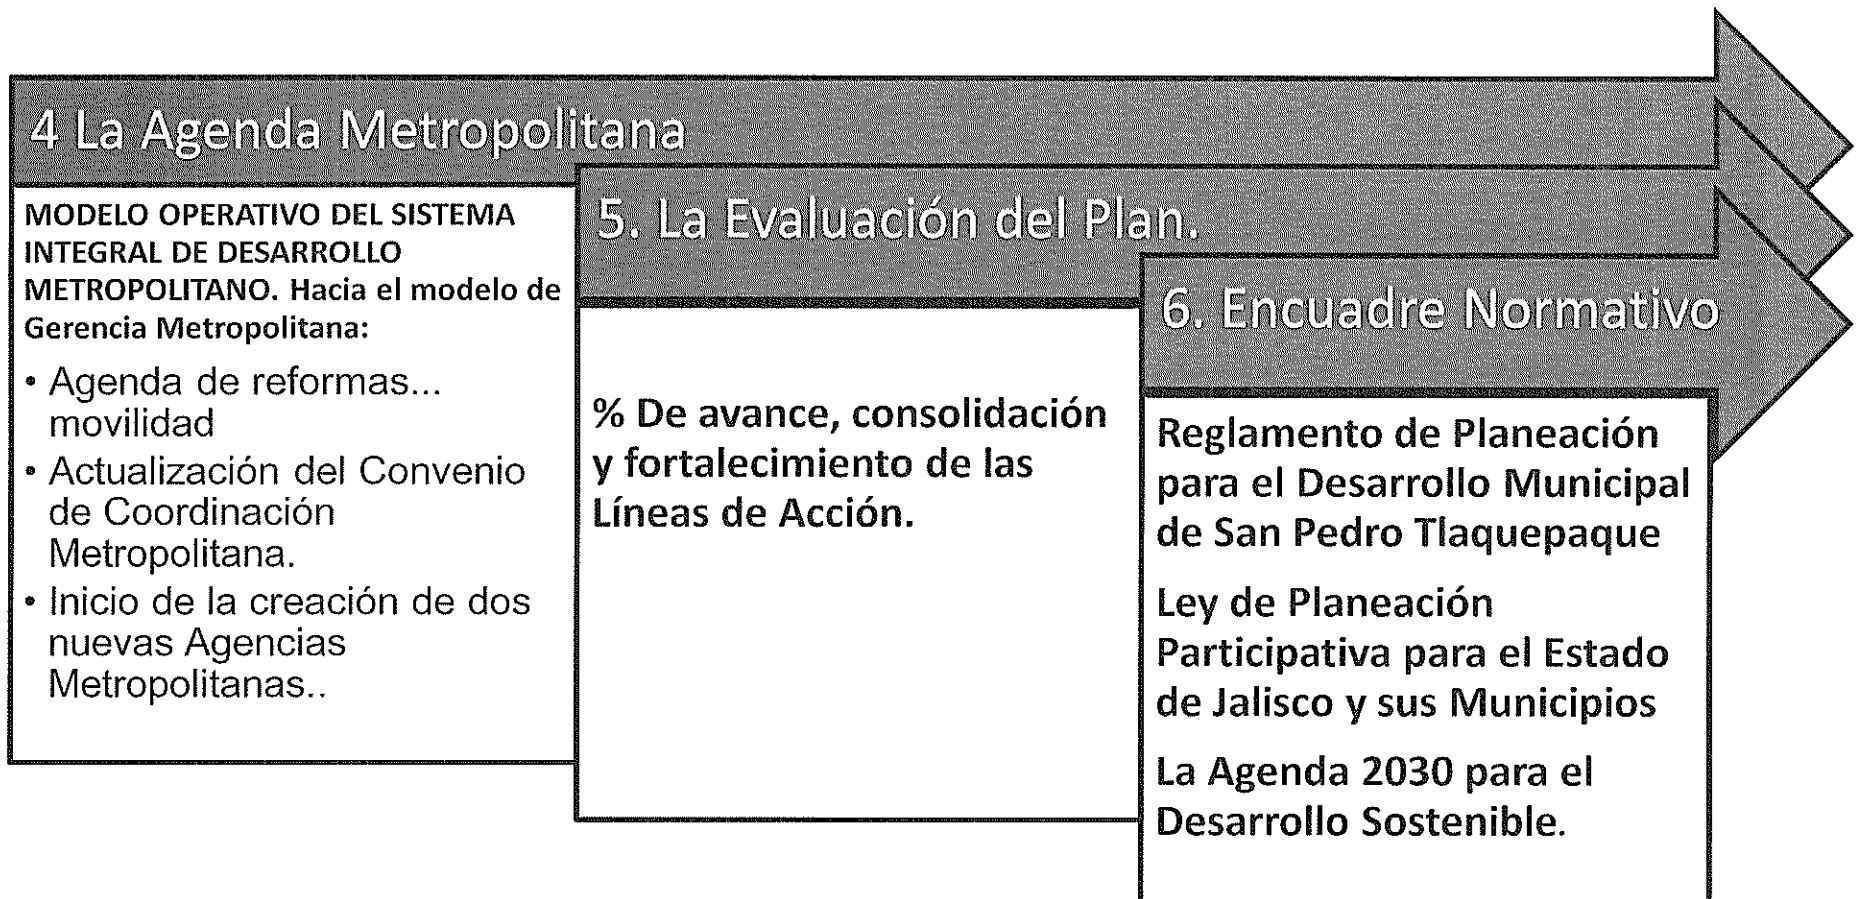 4 La Agenda Metropolitana
MODELO OPERATIVO DEL SISTEMA
INTEGRAL DE DESARROLLO
METROPOLITANO. Hacia el modelo de
Gerencia Metropolitana:
• Agenda de reformas...
movilidad
• Actualización del Convenio
de Coordinación
Metropolitana.
• Inicio de la creación de dos
nuevas Agencias
Metropolitanas..
5. La Evaluación del Plan.
% De avance, consolidación
y fortalecimiento de las
Líneas de Acción.
6. Encuadre Normativo
Reglamento de Planeación
para el Desarrollo Municipal
de San Pedro Tlaquepaque
Ley de Planeación
Participativa para el Estado
de Jalisco y sus Municipios
La Agenda 2030 para el
Desarrollo Sostenible.